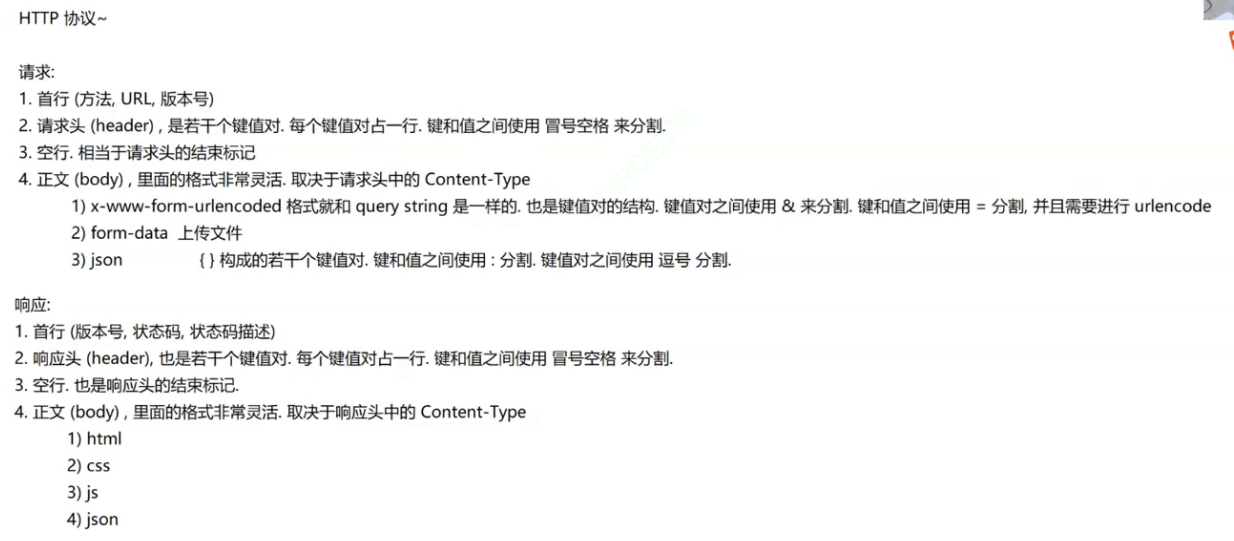 HTTP 协议~
请求:
1. 首行 (方法, URL, 版本号)
2. 请求头 (header) , 是若干个键值对. 每个键值对占一行. 键和值之间使用 冒号空格 来分割.
3. 空行. 相当于请求头的结束标记
4. 正文 (body) , 里面的格式非常灵活. 取决于请求头中的 Content-Type
1) x-www-form-urlencoded 格式就和 query string 是一样的. 也是键值对的结构. 键值对之间使用 & 来分割. 键和值之间使用 = 分割, 并且需要进行 urlencode
2) form-data 上传文件
3) json { } 构成的若干个键值对. 键和值之间使用 : 分割. 键值对之间使用 逗号 分割.
响应:
1. 首行 (版本号, 状态码, 状态码描述)
2. 响应头 (header), 也是若干个键值对. 每个键值对占一行. 键和值之间使用 冒号空格 来分割.
3. 空行. 也是响应头的结束标记.
4. 正文 (body) , 里面的格式非常灵活. 取决于响应头中的 Content-Type
1) html
2) css
3) js
4) json